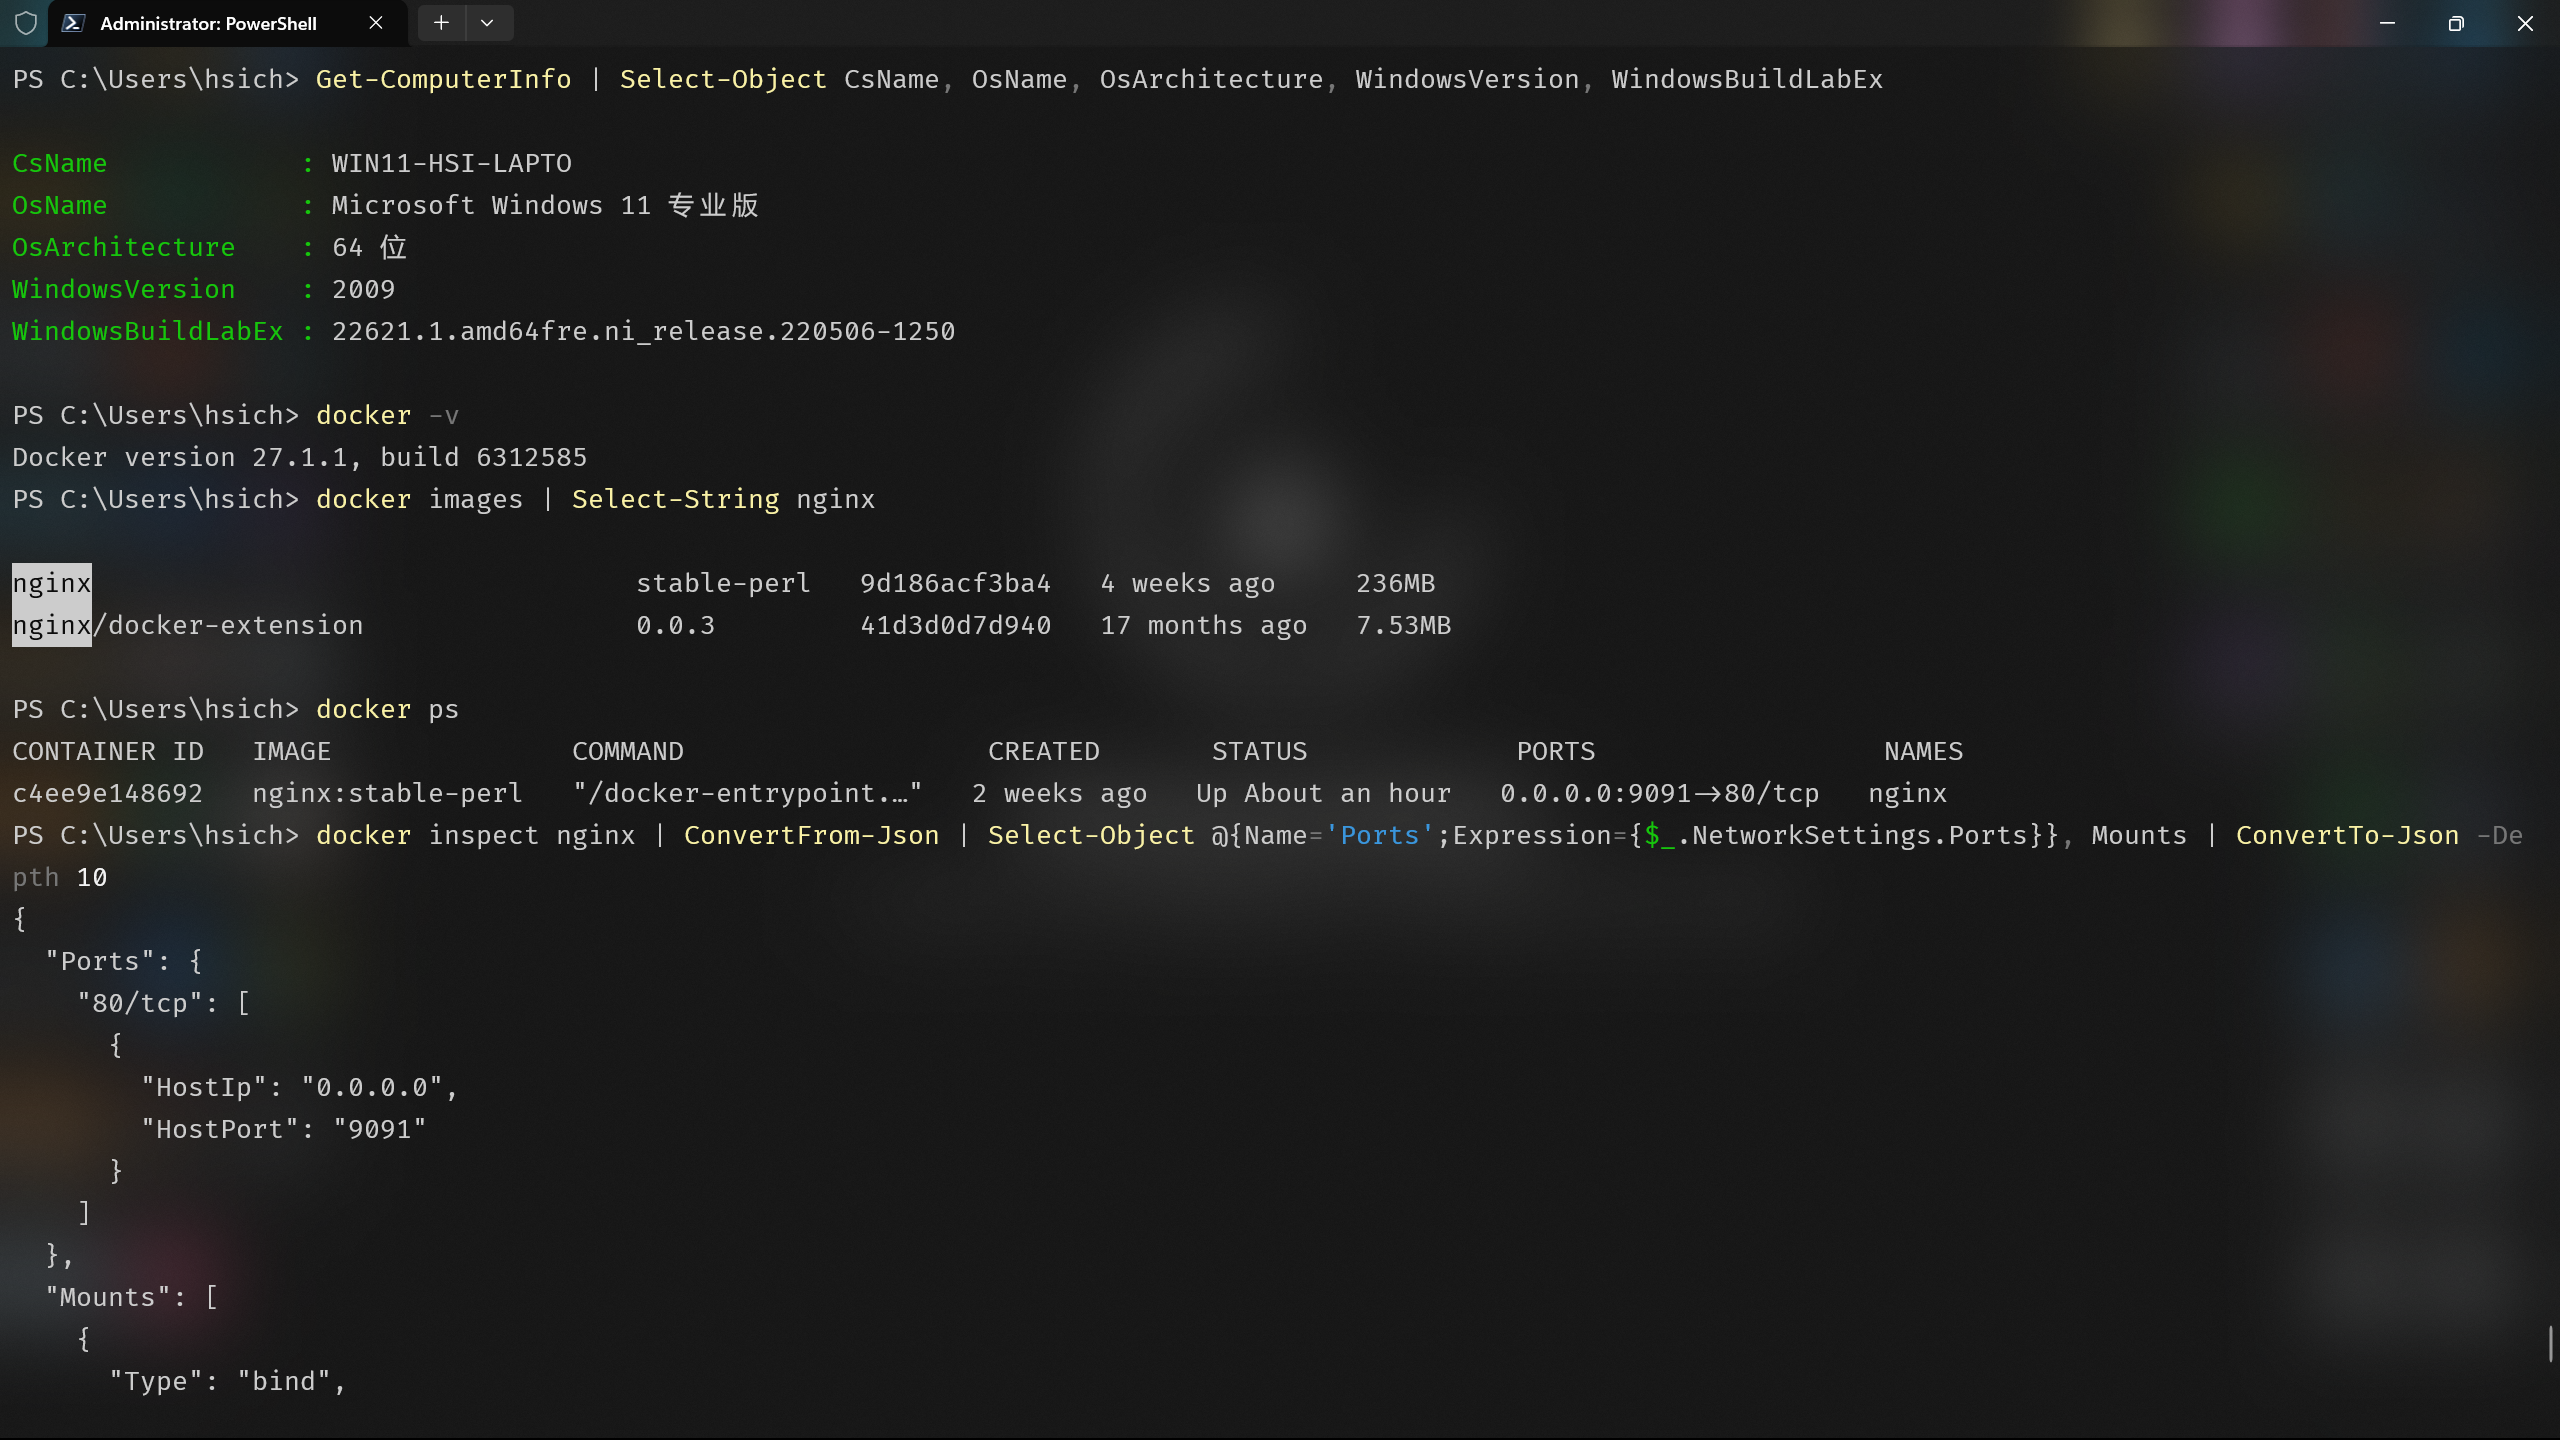 Administrator: PowerShell
PS C:\Users\hsich> Get-ComputerInfo | Select-Object CsName, OsName, OsArchitecture, WindowsVersion, WindowsBuildLabEx
CsName            : WIN11-HSI-LAPTO
OsName            : Microsoft Windows 11 专业版
OsArchitecture    : 64 位
WindowsVersion    : 2009
WindowsBuildLabEx : 22621.1.amd64fre.ni_release.220506-1250
PS C:\Users\hsich> docker -v
Docker version 27.1.1, build 6312585
PS C:\Users\hsich> docker images | Select-String nginx
nginx                                  stable-perl   9d186acf3ba4   4 weeks ago     236MB
nginx/docker-extension                 0.0.3         41d3d0d7d940   17 months ago   7.53MB
PS C:\Users\hsich> docker ps
CONTAINER ID   IMAGE               COMMAND                   CREATED       STATUS             PORTS                  NAMES
c4ee9e148692   nginx:stable-perl   "/docker-entrypoint.…"   2 weeks ago   Up About an hour   0.0.0.0:9091->80/tcp   nginx
PS C:\Users\hsich> docker inspect nginx | ConvertFrom-Json | Select-Object @{Name='Ports';Expression={$_.NetworkSettings.Ports}}, Mounts | ConvertTo-Json -De
pth 10
{
  "Ports": {
    "80/tcp": [
      {
        "HostIp": "0.0.0.0",
        "HostPort": "9091"
      }
    ]
  },
  "Mounts": [
    {
      "Type": "bind",